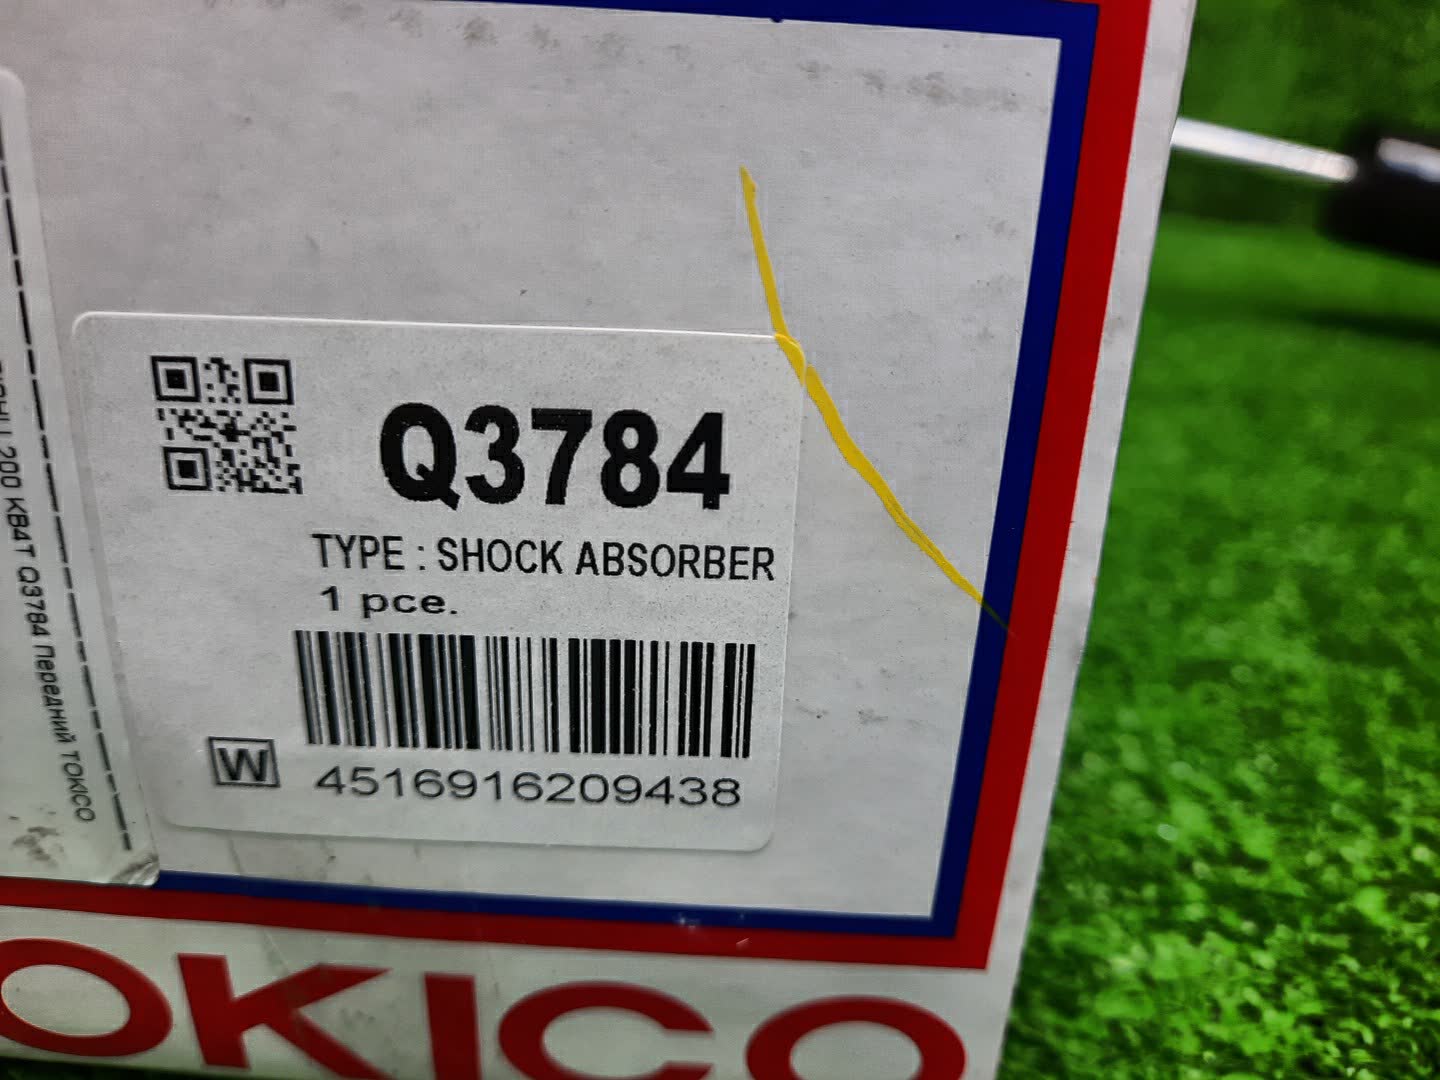 200 KB4T Q3784 Передний TOKICO
Q3784
TYPE : SHOCK ABSORBER
1 pce.
W
4516916209438
OKICO